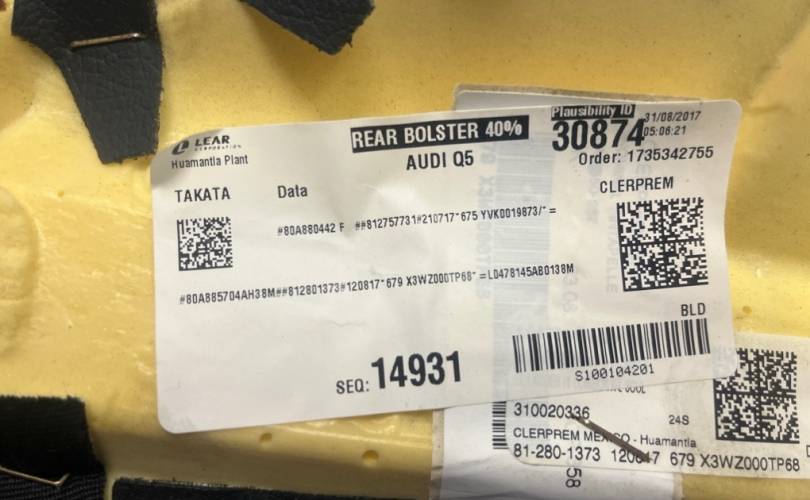 LEAR
CORPORATION
Huamantla Plant
REAR BOLSTER 40%
AUDI Q5
Plausibility ID
30874
31/08/2017
05:06:21
Order: 1735342755
TAKATA
Data
CLERPREM
#80A880442 F ##812757731#210717*675 YVK0019873/* =
#80A885704AH38M##812801373#120817*679 X3WZ000TP68* =L0478145AB0138M
BLD
S100104201
SEQ: 14931
310020336
24S
CLERPREM MEXICO - Huamantla
81-280-1373 120817 679 X3WZ000TP68
58